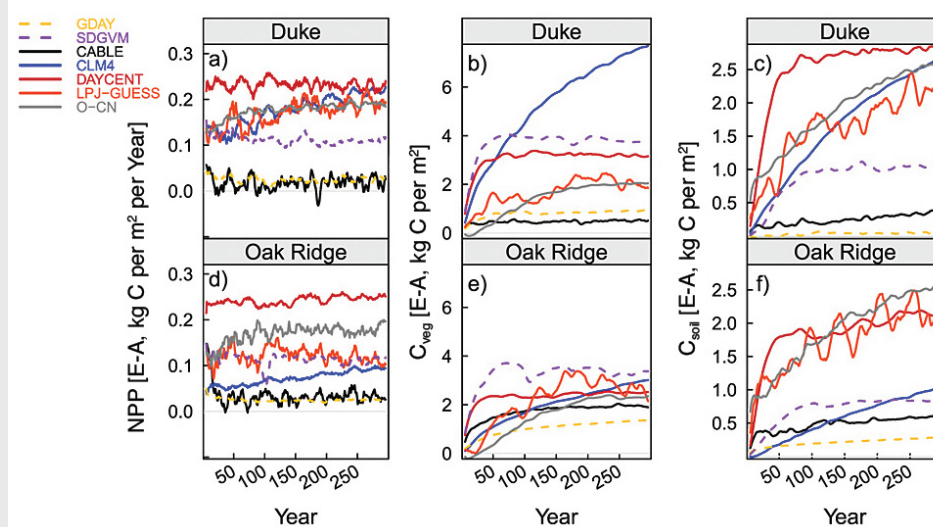 GDAY
SDGVM
CABLE
CLM4
DAYCENT
LPJ-GUESS
O-CN
NPP [E-A, kg C per m² per Year]
Duke
a)
0.3
0.2
0.1
0.0
Oak Ridge
d)
0.3
0.2
0.1
0.0
50
100
150
200
250
Year
Cveg [E-A, kg C per m²]
Duke
b)
6
4
2
0
Oak Ridge
e)
6
4
2
0
50
100
150
200
250
Year
Csoil [E-A, kg C per m²]
Duke
c)
2.5
2.0
1.5
1.0
0.5
Oak Ridge
f)
2.5
2.0
1.5
1.0
0.5
50
100
150
200
250
Year